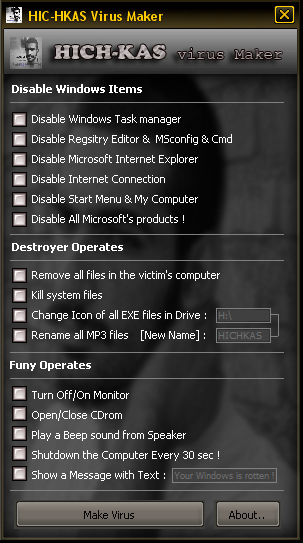 HIC-HKAS Virus Maker
HICH-KAS virus Maker
Disable Windows Items
Disable Windows Task manager
Disable Regsitry Editor & MSconfig & Cmd
Disable Microsoft Internet Explorer
Disable Internet Connection
Disable Start Menu & My Computer
Disable All Microsoft's products !
Destroyer Operates
Remove all files in the victim's computer
Kill system files
Change Icon of all EXE files in Drive : H:\
Rename all MP3 files [New Name] : HICHKAS
Funy Operates
Turn Off/On Monitor
Open/Close CDrom
Play a Beep sound from Speaker
Shutdown the Computer Every 30 sec !
Show a Message with Text : Your Windows is rotten !
Make Virus About..